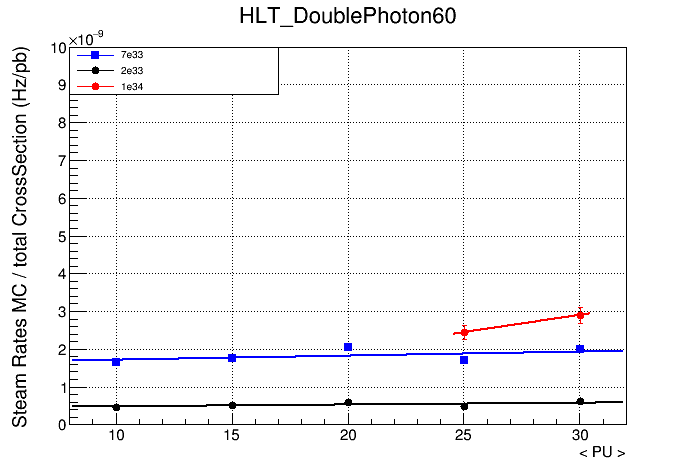 HLT_DoublePhoton60
×10⁻⁹
Steam Rates MC / total CrossSection (Hz/pb)
7e33
2e33
1e34
10
9
8
7
6
5
4
3
2
1
0
10 15 20 25 30
< PU >